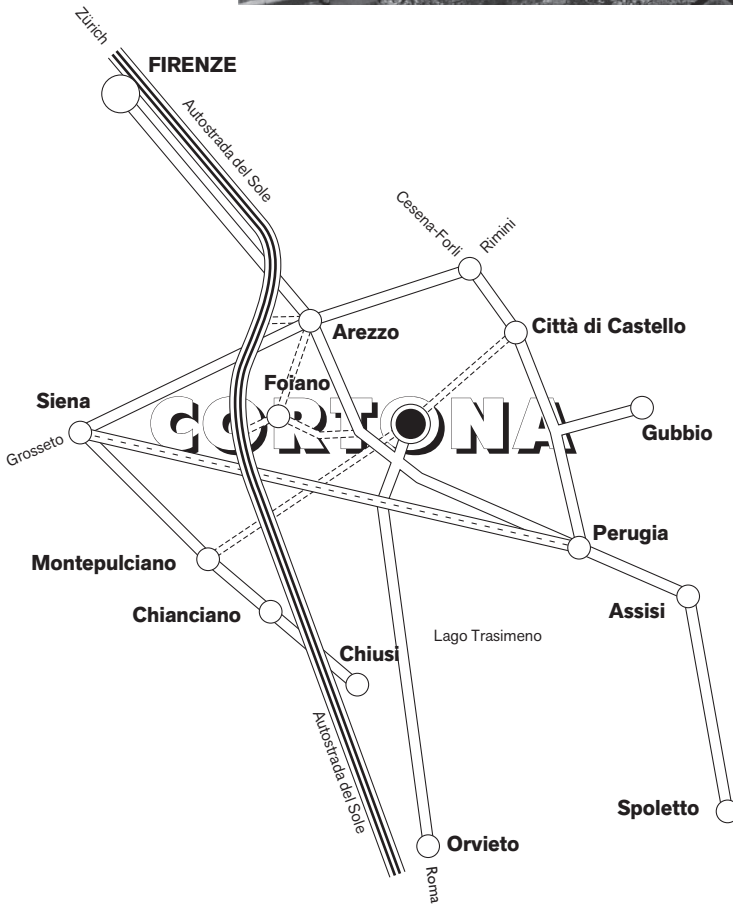 Zürich
FIRENZE
Autostrada del Sole
Cesena-Forli
Rimini
Arezzo
Città di Castello
Foiano
Siena
CORTONA
Grosseto
Gubbio
Perugia
Montepulciano
Assisi
Chianciano
Lago Trasimeno
Chiusi
Autostrada del Sole
Spoletto
Orvieto
Roma